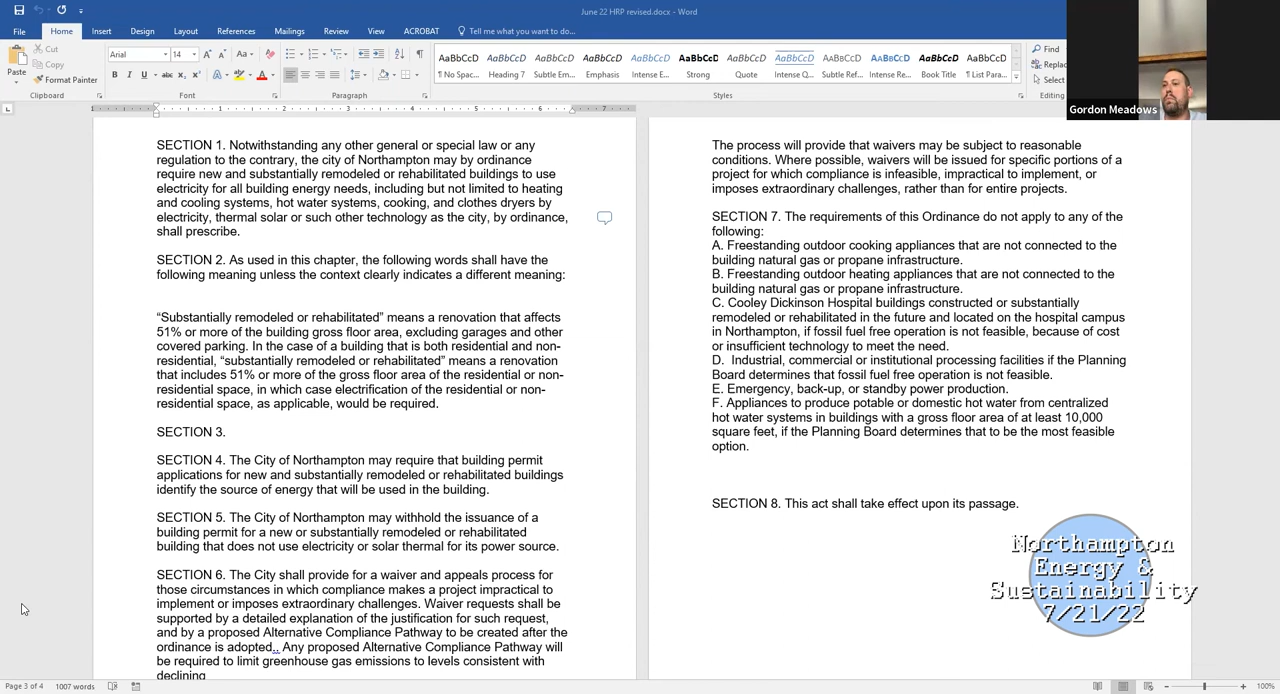 June 22 HRP revised.docx - Word
File Home Insert Design Layout References Mailings Review View ACROBAT Tell me what you want to do...
Paste
Cut
Copy
Format Painter
Clipboard
Arial 14
Font
Paragraph
AaBbCcD AaBbCcD AaBbCcD AaBbCcD AaBbCcD AaBbCcD AaBbCcD AaBbCcD AaBbCcD AaBbCcD AaBbCcD AaBbCcD
¶ No Spac... Heading 7 Subtle Em... Emphasis Intense E... Strong Quote Intense Q... Subtle Ref... Intense Re... Book Title ¶ List Para...
Styles
Find
Replac
Select
Editing
Gordon Meadows
SECTION 1. Notwithstanding any other general or special law or any
regulation to the contrary, the city of Northampton may by ordinance
require new and substantially remodeled or rehabilitated buildings to use
electricity for all building energy needs, including but not limited to heating
and cooling systems, hot water systems, cooking, and clothes dryers by
electricity, thermal solar or such other technology as the city, by ordinance,
shall prescribe.
SECTION 2. As used in this chapter, the following words shall have the
following meaning unless the context clearly indicates a different meaning:
“Substantially remodeled or rehabilitated” means a renovation that affects
51% or more of the building gross floor area, excluding garages and other
covered parking. In the case of a building that is both residential and non-
residential, “substantially remodeled or rehabilitated” means a renovation
that includes 51% or more of the gross floor area of the residential or non-
residential space, in which case electrification of the residential or non-
residential space, as applicable, would be required.
SECTION 3.
SECTION 4. The City of Northampton may require that building permit
applications for new and substantially remodeled or rehabilitated buildings
identify the source of energy that will be used in the building.
SECTION 5. The City of Northampton may withhold the issuance of a
building permit for a new or substantially remodeled or rehabilitated
building that does not use electricity or solar thermal for its power source.
SECTION 6. The City shall provide for a waiver and appeals process for
those circumstances in which compliance makes a project impractical to
implement or imposes extraordinary challenges. Waiver requests shall be
supported by a detailed explanation of the justification for such request,
and by a proposed Alternative Compliance Pathway to be created after the
ordinance is adopted.. Any proposed Alternative Compliance Pathway will
be required to limit greenhouse gas emissions to levels consistent with
declining
The process will provide that waivers may be subject to reasonable
conditions. Where possible, waivers will be issued for specific portions of a
project for which compliance is infeasible, impractical to implement, or
imposes extraordinary challenges, rather than for entire projects.
SECTION 7. The requirements of this Ordinance do not apply to any of the
following:
A. Freestanding outdoor cooking appliances that are not connected to the
building natural gas or propane infrastructure.
B. Freestanding outdoor heating appliances that are not connected to the
building natural gas or propane infrastructure.
C. Cooley Dickinson Hospital buildings constructed or substantially
remodeled or rehabilitated in the future and located on the hospital campus
in Northampton, if fossil fuel free operation is not feasible, because of cost
or insufficient technology to meet the need.
D. Industrial, commercial or institutional processing facilities if the Planning
Board determines that fossil fuel free operation is not feasible.
E. Emergency, back-up, or standby power production.
F. Appliances to produce potable or domestic hot water from centralized
hot water systems in buildings with a gross floor area of at least 10,000
square feet, if the Planning Board determines that to be the most feasible
option.
SECTION 8. This act shall take effect upon its passage.
Northampton
Energy &
Sustainability
7/21/22
Page 3 of 4 1007 words
100%